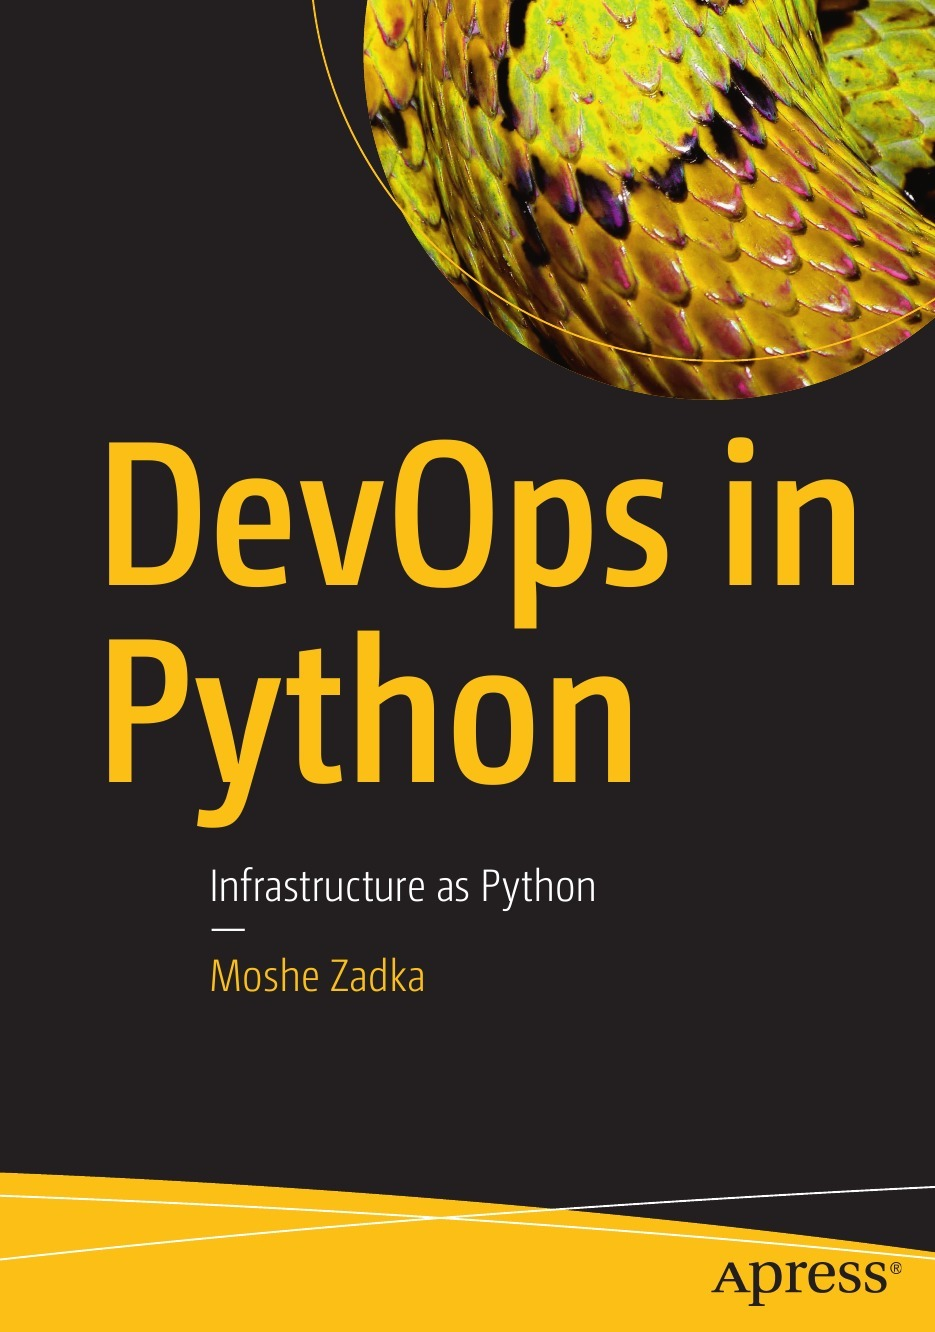 DevOps in
Python
Infrastructure as Python
—
Moshe Zadka
Apress®